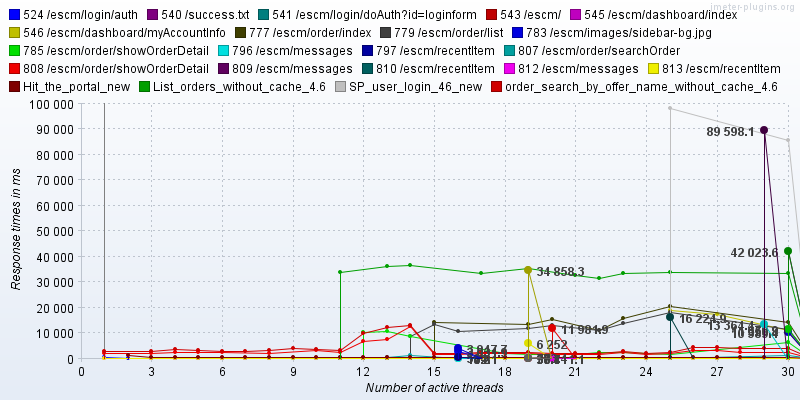 jmeter-plugins.org
524 /escm/login/auth 540 /success.txt 541 /escm/login/doAuth?id=loginform 543 /escm/ 545 /escm/dashboard/index
546 /escm/dashboard/myAccountInfo 777 /escm/order/index 779 /escm/order/list 783 /escm/images/sidebar-bg.jpg
785 /escm/order/showOrderDetail 796 /escm/messages 797 /escm/recentItem 807 /escm/order/searchOrder
808 /escm/order/showOrderDetail 809 /escm/messages 810 /escm/recentItem 812 /escm/messages 813 /escm/recentItem
Hit_the_portal_new List_orders_without_cache_4.6 SP_user_login_46_new order_search_by_offer_name_without_cache_4.6
100 000
90 000
80 000
70 000
60 000
50 000
40 000
30 000
20 000
10 000
0
Response times in ms
89 598.1
42 023.6
34 858.3
16 224.9
11 981.9
6 252
0 3 6 9 12 15 18 21 24 27 30
Number of active threads